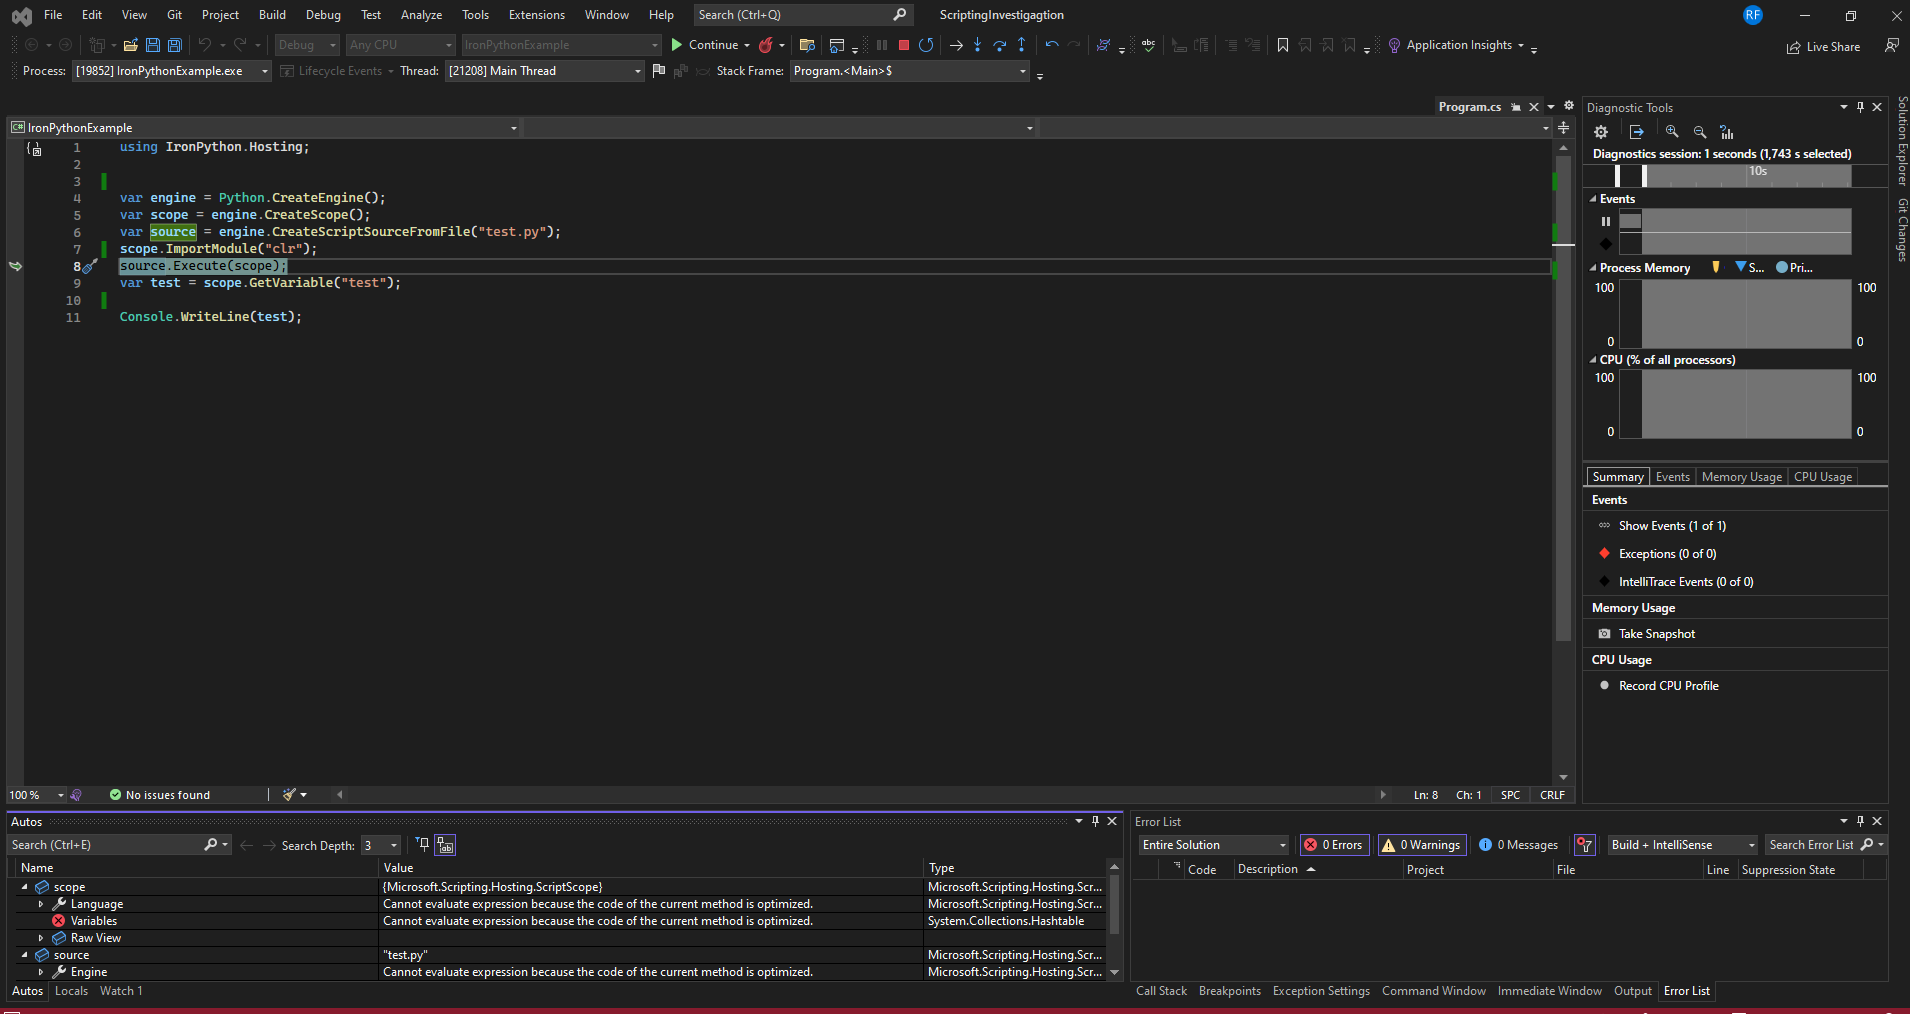 File Edit View Git Project Build Debug Test Analyze Tools Extensions Window Help Search (Ctrl+Q) ScriptingInvestigagtion RF
Debug Any CPU IronPythonExample Continue Application Insights Live Share
Process: [19852] IronPythonExample.exe Lifecycle Events Thread: [21208] Main Thread Stack Frame: Program.<Main>$
Program.cs
C# IronPythonExample
1 using IronPython.Hosting;
2
3
4 var engine = Python.CreateEngine();
5 var scope = engine.CreateScope();
6 var source = engine.CreateScriptSourceFromFile("test.py");
7 scope.ImportModule("clr");
8 source.Execute(scope);
9 var test = scope.GetVariable("test");
10
11 Console.WriteLine(test);
100 % No issues found Ln: 8 Ch: 1 SPC CRLF
Diagnostic Tools
Diagnostics session: 1 seconds (1,743 s selected)
10s
Events
Process Memory S... Pri...
100 100
0 0
CPU (% of all processors)
100 100
0 0
Summary Events Memory Usage CPU Usage
Events
Show Events (1 of 1)
Exceptions (0 of 0)
IntelliTrace Events (0 of 0)
Memory Usage
Take Snapshot
CPU Usage
Record CPU Profile
Solution Explorer
Git Changes
Autos
Search (Ctrl+E) Search Depth: 3
Name Value Type
scope {Microsoft.Scripting.Hosting.ScriptScope} Microsoft.Scripting.Hosting.Scr...
Language Cannot evaluate expression because the code of the current method is optimized. Microsoft.Scripting.Hosting.Scr...
Variables Cannot evaluate expression because the code of the current method is optimized. System.Collections.Hashtable
Raw View
source "test.py" Microsoft.Scripting.Hosting.Scr...
Engine Cannot evaluate expression because the code of the current method is optimized. Microsoft.Scripting.Hosting.Scr...
Autos Locals Watch 1
Error List
Entire Solution 0 Errors 0 Warnings 0 Messages Build + IntelliSense Search Error List
Code Description Project File Line Suppression State
Call Stack Breakpoints Exception Settings Command Window Immediate Window Output Error List